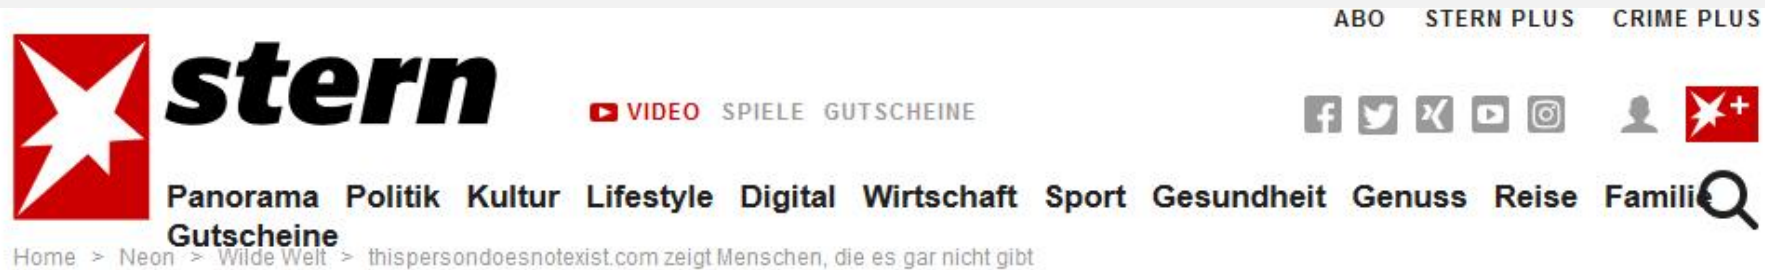 ABO STERN PLUS CRIME PLUS
stern
VIDEO SPIELE GUTSCHEINE
Panorama Politik Kultur Lifestyle Digital Wirtschaft Sport Gesundheit Genuss Reise Familie
Gutscheine
Home > Neon > Wilde Welt > thispersondoesnotexist.com zeigt Menschen, die es gar nicht gibt